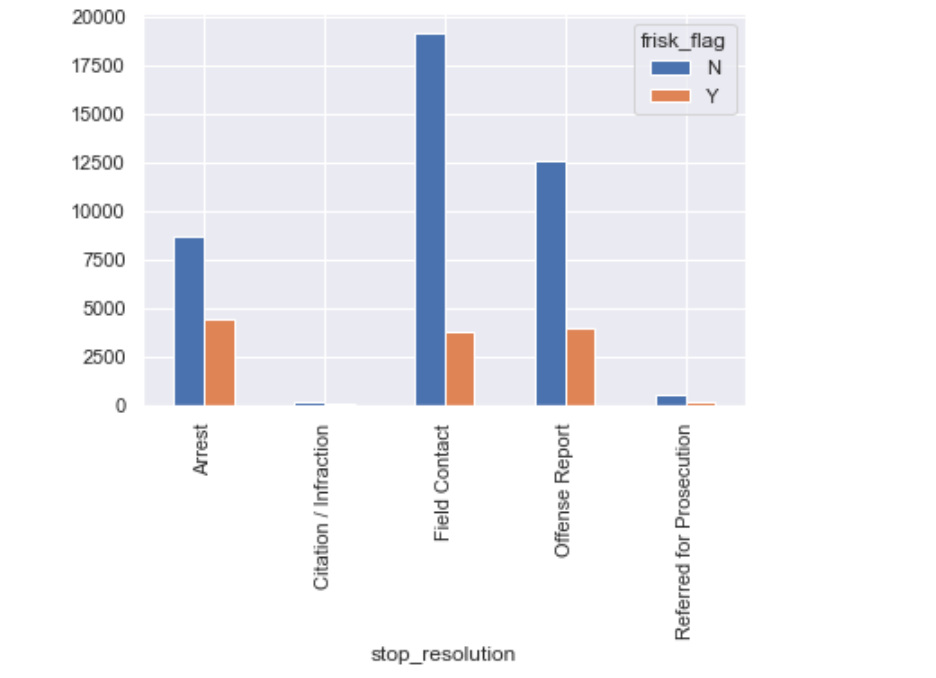 20000
17500
15000
12500
10000
7500
5000
2500
0
frisk_flag
N
Y
Arrest
Citation / Infraction
Field Contact
Offense Report
Referred for Prosecution
stop_resolution